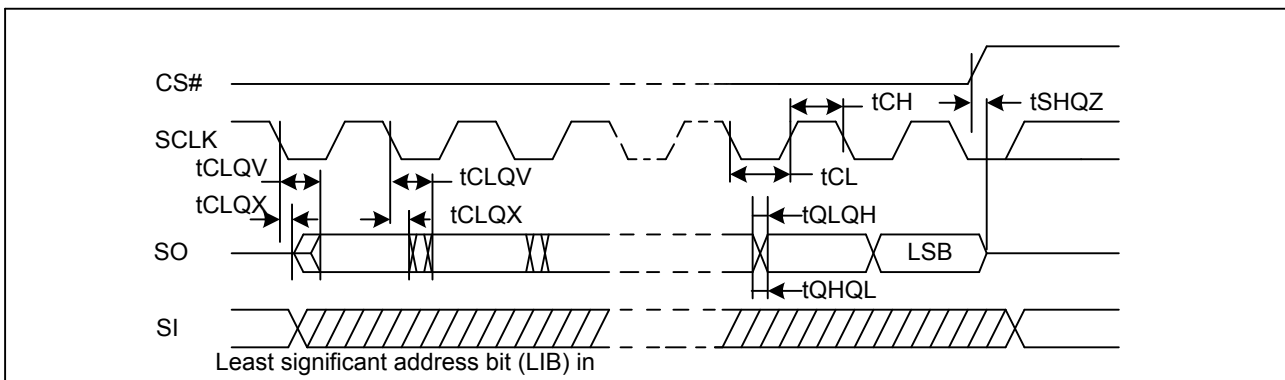 CS#
tCH
tSHQZ
SCLK
tCLQV
tCLQV
tCL
tCLQX
tCLQX
tQLQH
SO
LSB
tQHQL
SI
Least significant address bit (LIB) in